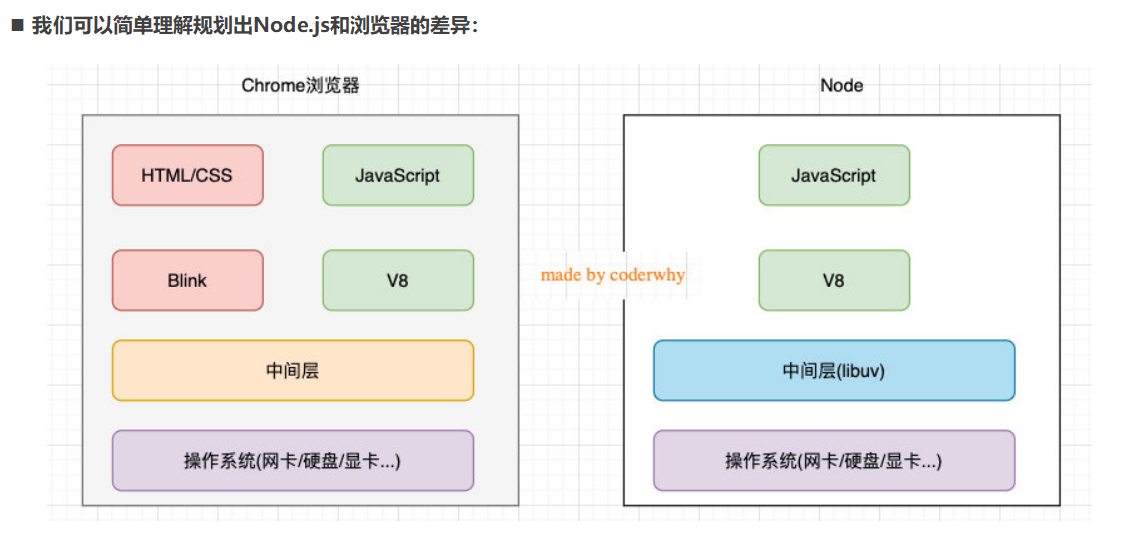 ■ 我们可以简单理解规划出Node.js和浏览器的差异：
Chrome浏览器
Node
HTML/CSS
JavaScript
JavaScript
Blink
V8
made by coderwhy
V8
中间层
中间层(libuv)
操作系统(网卡/硬盘/显卡...)
操作系统(网卡/硬盘/显卡...)